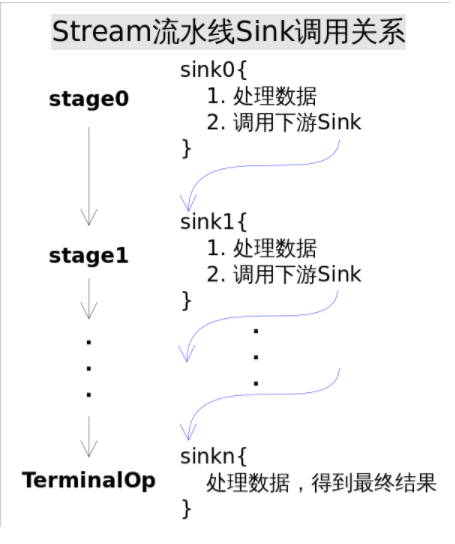 Stream流水线Sink调用关系
sink0{
stage0
1. 处理数据
2. 调用下游Sink
}
sink1{
stage1
1. 处理数据
2. 调用下游Sink
}
sinkn{
TerminalOp
处理数据，得到最终结果
}